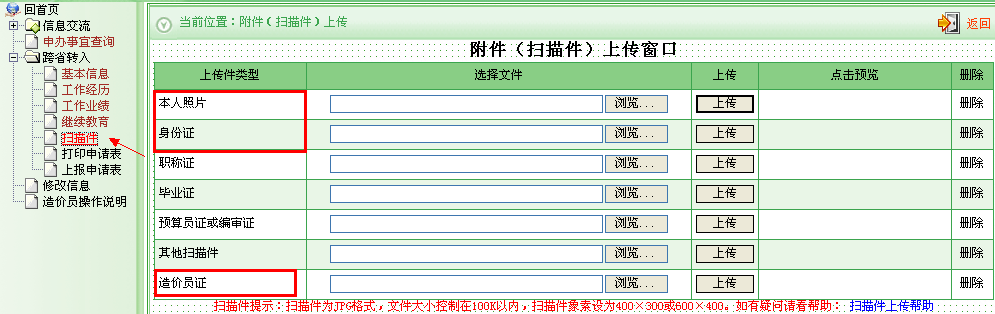 回首页
信息交流
申办事宜查询
跨省转入
基本信息
工作经历
工作业绩
继续教育
扫描件
打印申请表
上报申请表
修改信息
造价员操作说明
当前位置：附件（扫描件）上传
返回
附件（扫描件）上传窗口
上传件类型 选择文件 上传 点击预览 删除
本人照片 浏览... 上传 删除
身份证 浏览... 上传 删除
职称证 浏览... 上传 删除
毕业证 浏览... 上传 删除
预算员证或编审证 浏览... 上传 删除
其他扫描件 浏览... 上传 删除
造价员证 浏览... 上传 删除
扫描件提示：扫描件为JPG格式，文件大小控制在100K以内，扫描件象素设为400×300或600×400。如有疑问请看帮助： 扫描件上传帮助